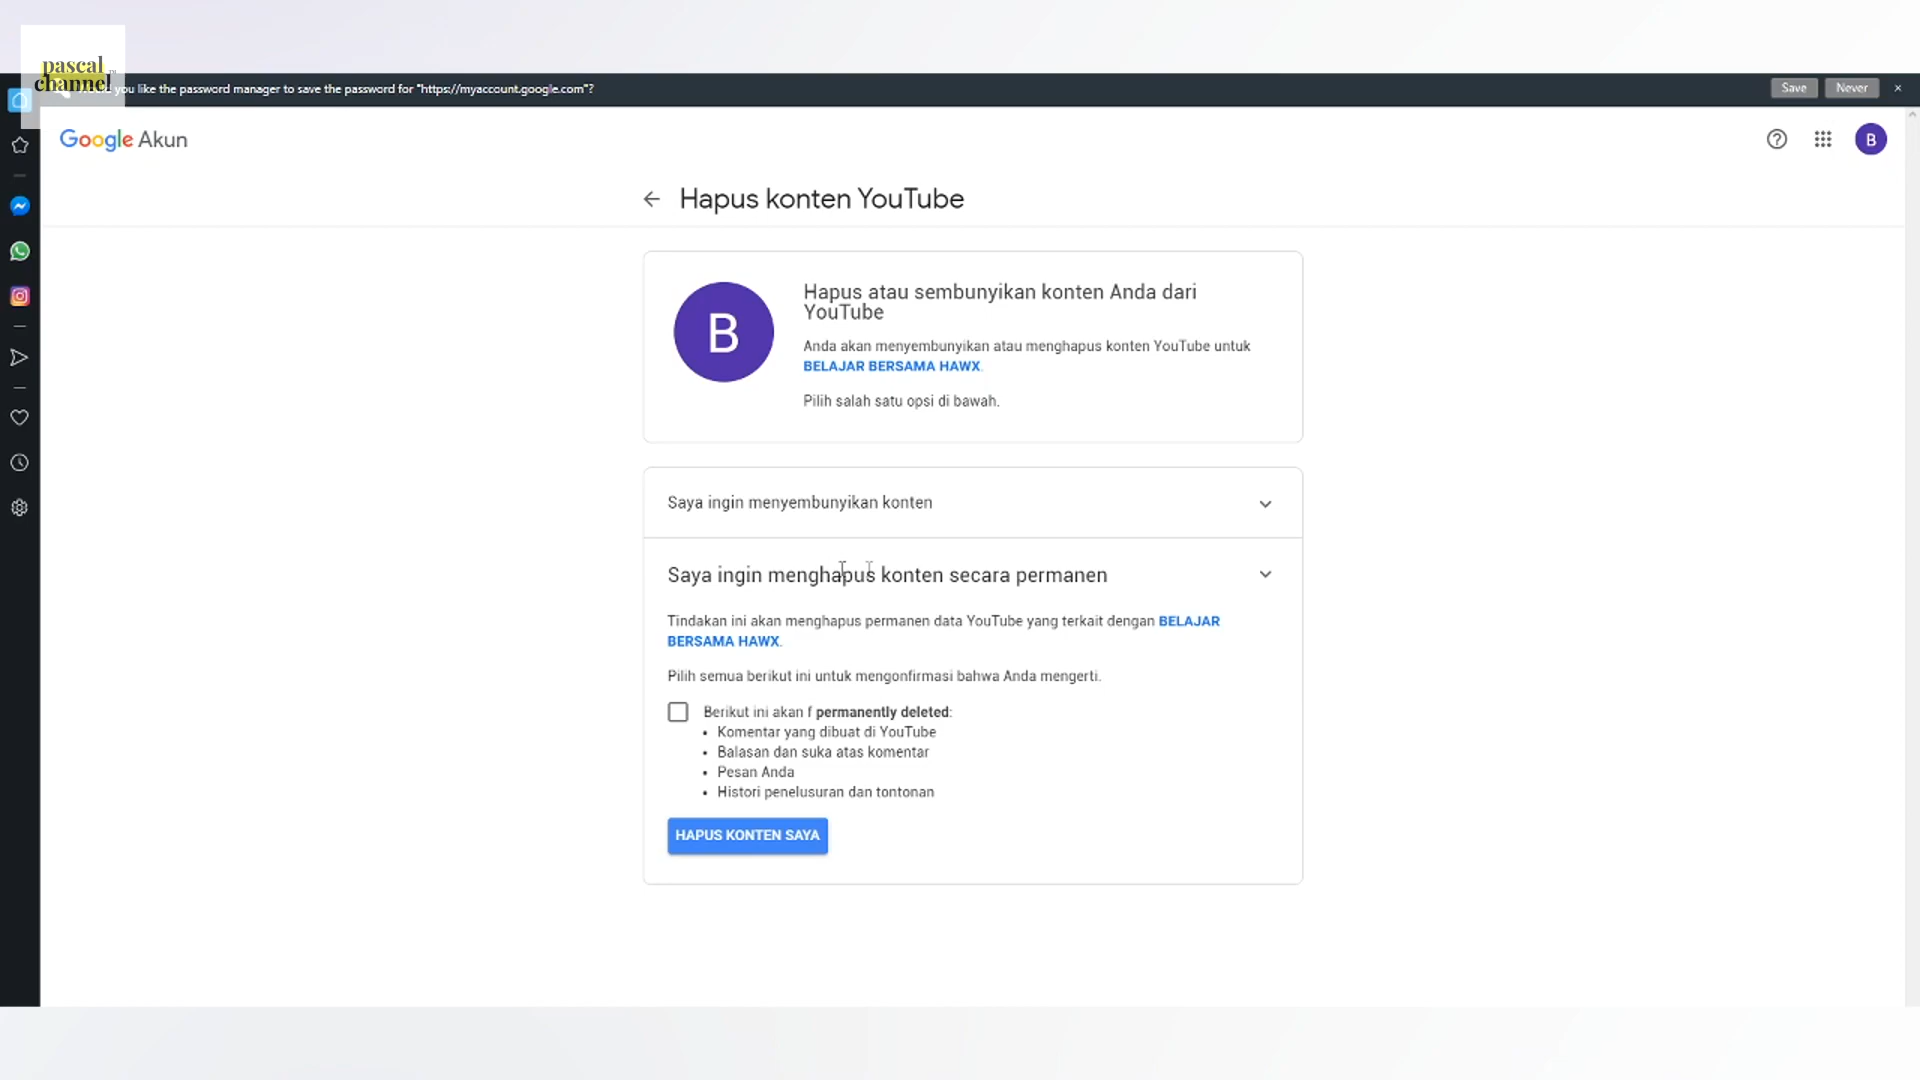 pascal
channel
you like the password manager to save the password for "https://myaccount.google.com"?
Save
Never
Google Akun
B
Hapus konten YouTube
B
Hapus atau sembunyikan konten Anda dari
YouTube
Anda akan menyembunyikan atau menghapus konten YouTube untuk
BELAJAR BERSAMA HAWX.
Pilih salah satu opsi di bawah.
Saya ingin menyembunyikan konten
Saya ingin menghapus konten secara permanen
Tindakan ini akan menghapus permanen data YouTube yang terkait dengan BELAJAR
BERSAMA HAWX.
Pilih semua berikut ini untuk mengonfirmasi bahwa Anda mengerti.
Berikut ini akan f permanently deleted:
• Komentar yang dibuat di YouTube
• Balasan dan suka atas komentar
• Pesan Anda
• Histori penelusuran dan tontonan
HAPUS KONTEN SAYA